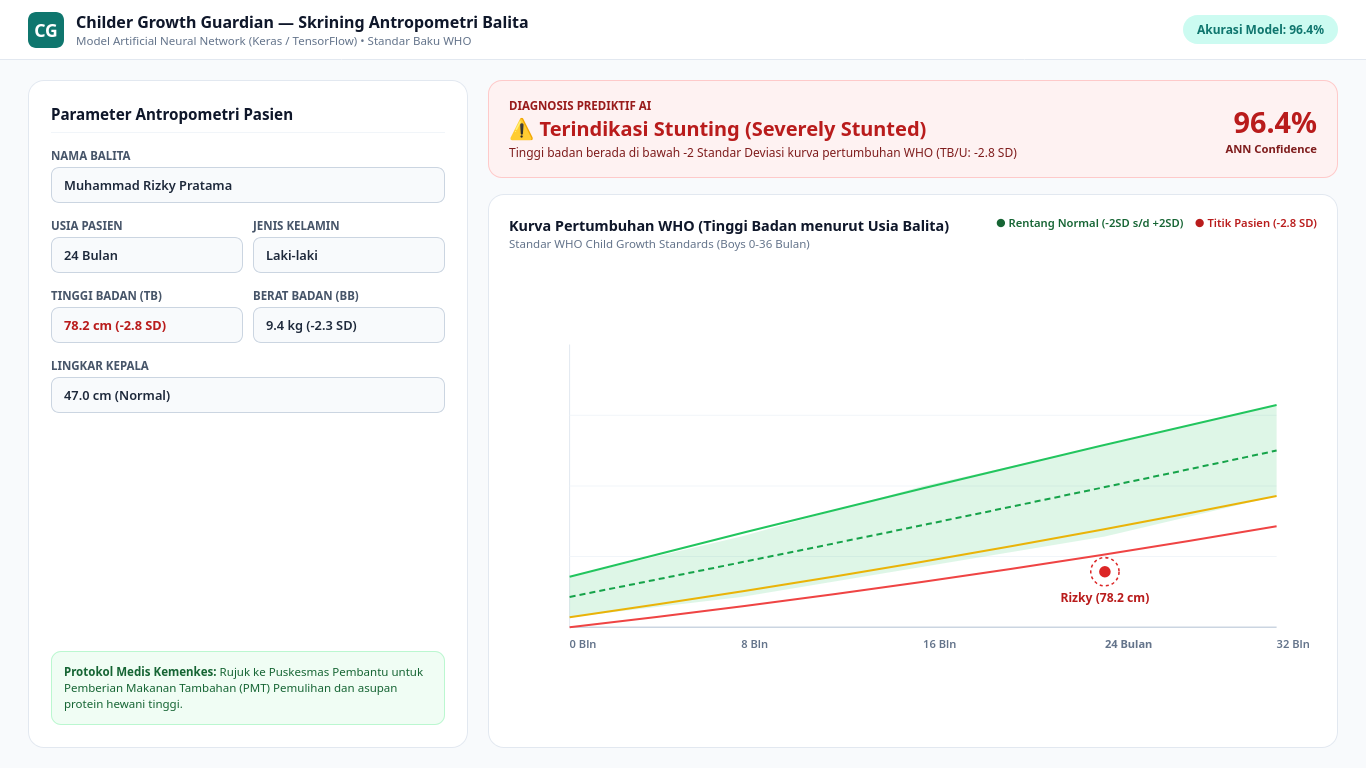 CG
Childer Growth Guardian — Skrining Antropometri Balita
Model Artificial Neural Network (Keras / TensorFlow) • Standar Baku WHO
Akurasi Model: 96.4%
Parameter Antropometri Pasien
NAMA BALITA
Muhammad Rizky Pratama
USIA PASIEN
JENIS KELAMIN
24 Bulan
Laki-laki
TINGGI BADAN (TB)
BERAT BADAN (BB)
78.2 cm (-2.8 SD)
9.4 kg (-2.3 SD)
LINGKAR KEPALA
47.0 cm (Normal)
Protokol Medis Kemenkes: Rujuk ke Puskesmas Pembantu untuk
Pemberian Makanan Tambahan (PMT) Pemulihan dan asupan
protein hewani tinggi.
DIAGNOSIS PREDIKTIF AI
⚠️ Terindikasi Stunting (Severely Stunted)
Tinggi badan berada di bawah -2 Standar Deviasi kurva pertumbuhan WHO (TB/U: -2.8 SD)
96.4%
ANN Confidence
Kurva Pertumbuhan WHO (Tinggi Badan menurut Usia Balita)
Standar WHO Child Growth Standards (Boys 0-36 Bulan)
● Rentang Normal (-2SD s/d +2SD)
● Titik Pasien (-2.8 SD)
Rizky (78.2 cm)
0 Bln
8 Bln
16 Bln
24 Bulan
32 Bln